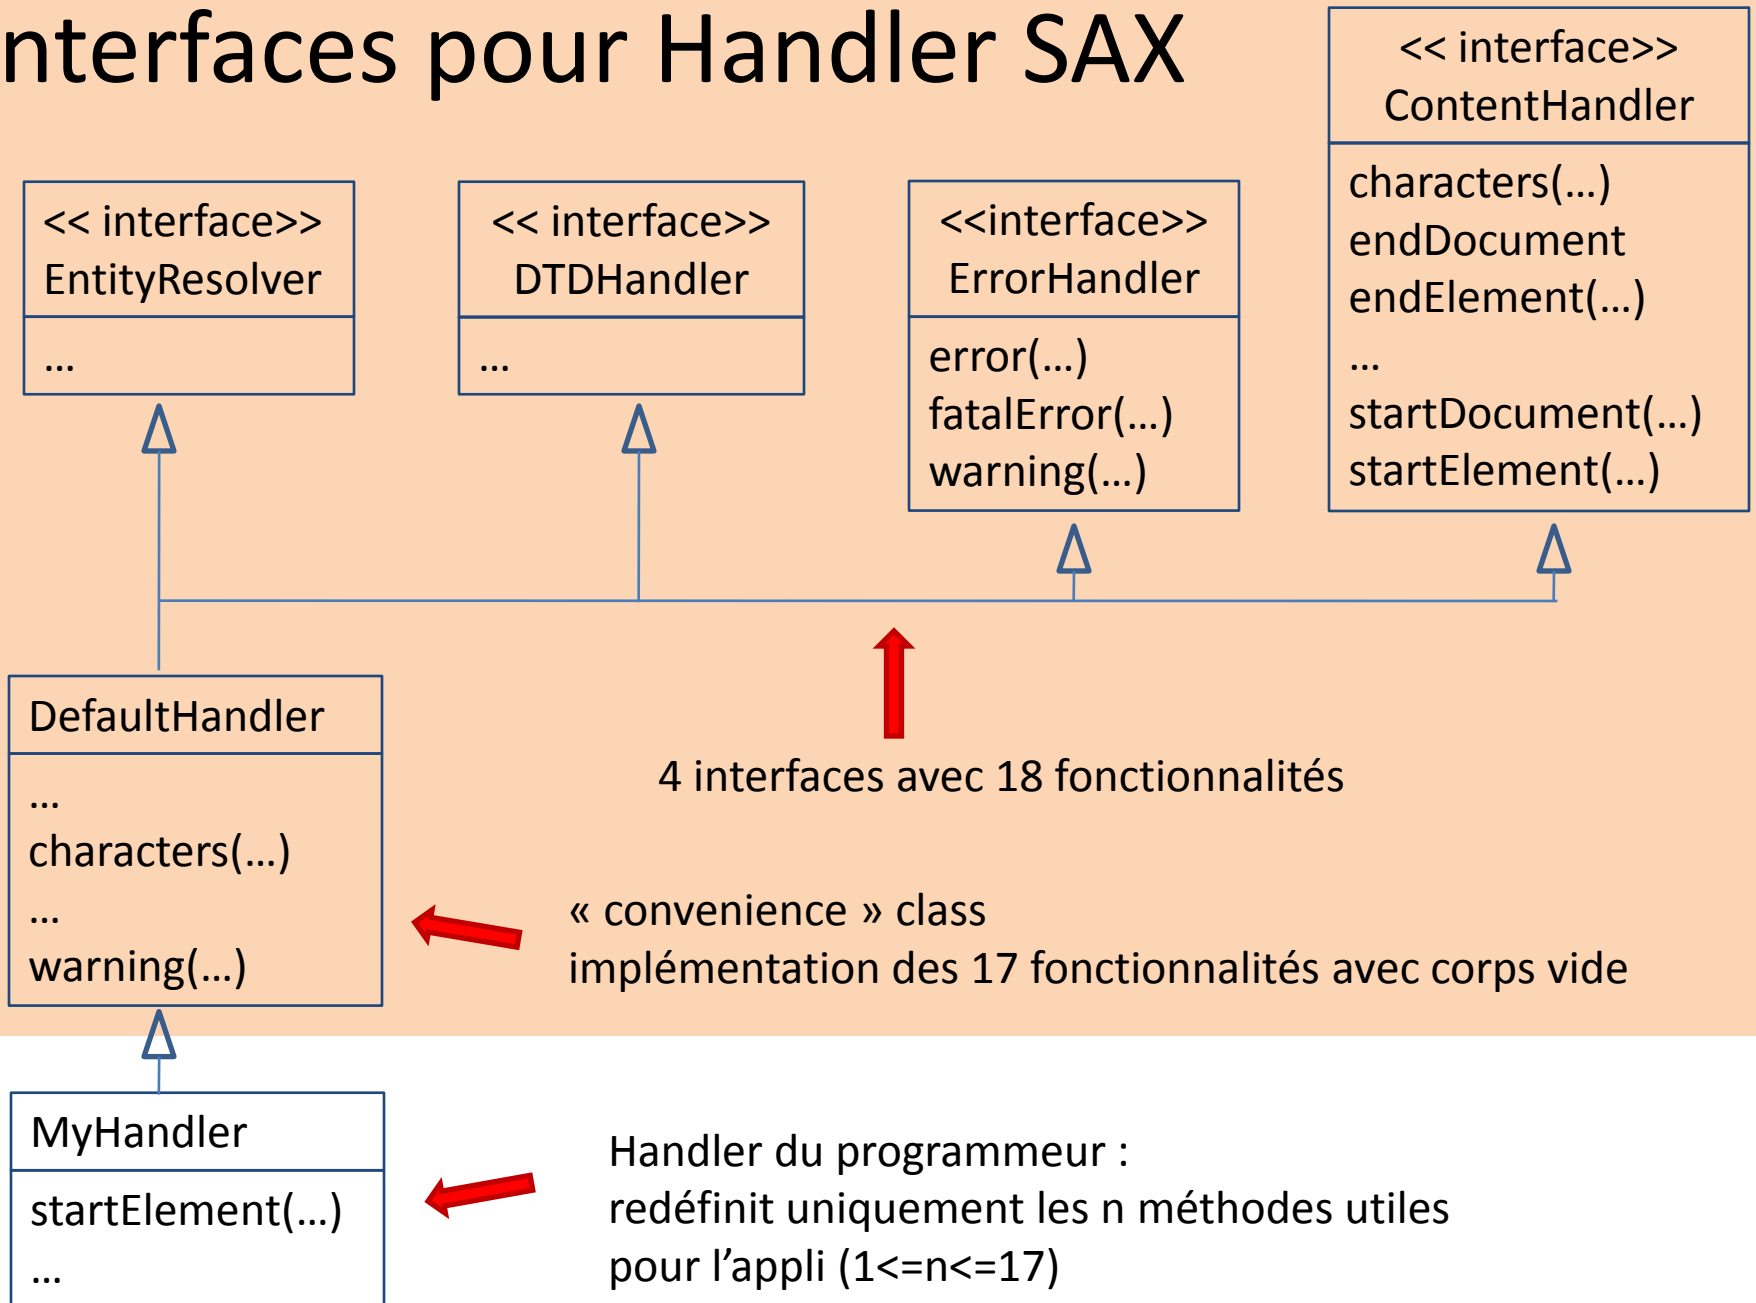 nterfaces pour Handler SAX
<< interface>>
EntityResolver
...
<< interface>>
DTDHandler
...
<<interface>>
ErrorHandler
error(...)
fatalError(...)
warning(...)
<< interface>>
ContentHandler
characters(...)
endDocument
endElement(...)
...
startDocument(...)
startElement(...)
4 interfaces avec 18 fonctionnalités
DefaultHandler
...
characters(...)
...
warning(...)
« convenience » class
implémentation des 17 fonctionnalités avec corps vide
MyHandler
startElement(...)
...
Handler du programmeur :
redéfinit uniquement les n méthodes utiles
pour l’appli (1<=n<=17)